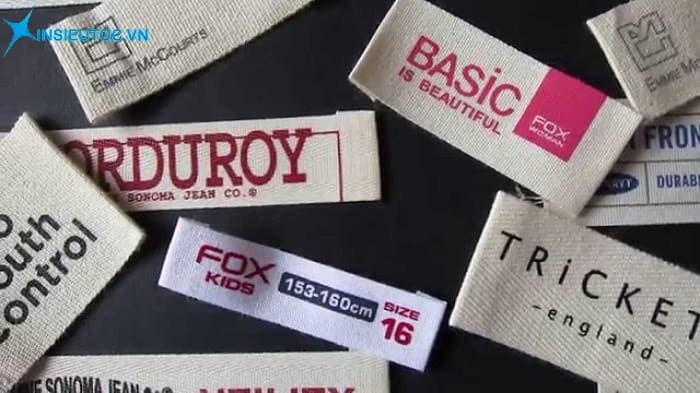 INSIEUTOC.VN
EMMIE MCCOURTS
BASiC
IS BEAUTIFUL
FOX
WOMAN
EMMIE MCCOURTS
FRONT
DURABL
ORDUROY
SONOMA JEAN CO.®
outh
control
FOX
KIDS
153-160cm
SIZE
16
TRiCKET
-england-
SONOMA JEAN CO.®